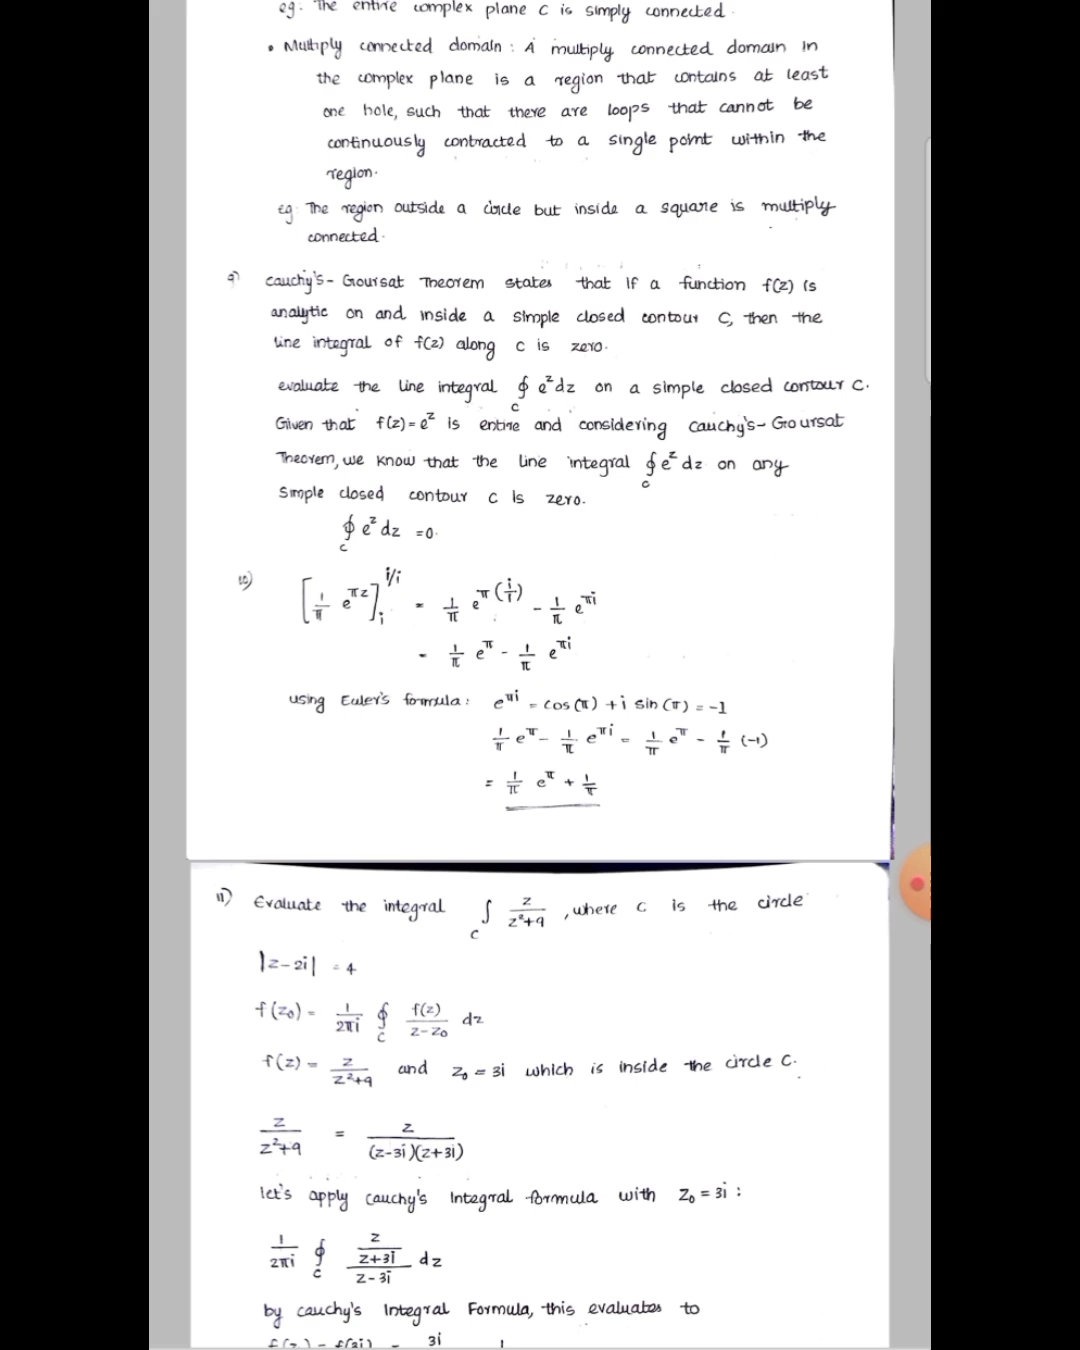 eg: The entire complex plane C is simply connected.
• Multiply connected domain : A multiply connected domain in
the complex plane is a region that contains at least
one hole, such that there are loops that cannot be
continuously contracted to a single point within the
region.
eg: The region outside a circle but inside a square is multiply
connected.
9) Cauchy's - Goursat Theorem states that if a function f(z) is
analytic on and inside a simple closed contour C, then the
line integral of f(z) along c is zero.
evaluate the line integral ∮_c e^z dz on a simple closed contour C.
Given that f(z) = e^z is entire and considering Cauchy's - Goursat
Theorem, we know that the line integral ∮_c e^z dz on any
simple closed contour c is zero.
∮_c e^z dz = 0.
10) [1/π e^πz]_i^i/i = 1/π e^π(i/i) - 1/π e^πi
= 1/π e^π - 1/π e^πi
using Euler's formula: e^πi = cos(π) + i sin(π) = -1
1/π e^π - 1/π e^πi = 1/π e^π - 1/π (-1)
= 1/π e^π + 1/π
11) Evaluate the integral ∫_c z/z²+9 , where C is the circle
|z-2i| = 4
f(z₀) = 1/2πi ∮_c f(z)/z-z₀ dz
f(z) = z/z²+9 and z₀ = 3i which is inside the circle C.
z/z²+9 = z/(z-3i)(z+3i)
let's apply cauchy's Integral formula with z₀ = 3i :
1/2πi ∮_c z/z+3i/z-3i dz
by cauchy's Integral Formula, this evaluates to
f(z₀) = f(3i) = 3i